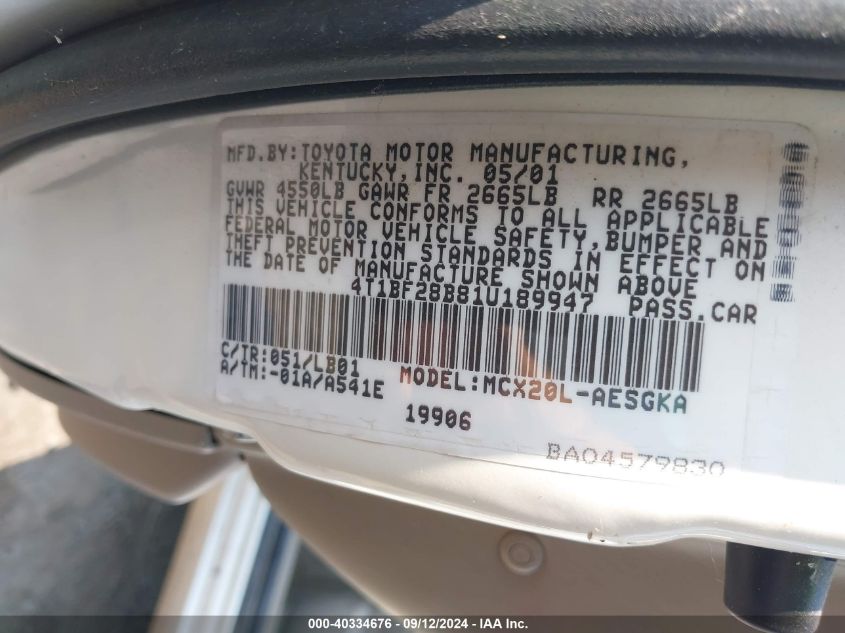 MFD.BY:TOYOTA MOTOR MANUFACTURING,
KENTUCKY,INC. 05/01
GVWR 4550LB GAWR FR 2665LB RR 2665LB
THIS VEHICLE CONFORMS TO ALL APPLICABLE
FEDERAL MOTOR VEHICLE SAFETY,BUMPER AND
THEFT PREVENTION STANDARDS IN EFFECT ON
THE DATE OF MANUFACTURE SHOWN ABOVE
4T1BF28B81U189947 PASS.CAR
C/TR:051/LB01
A/TM:-01A/A541E MODEL:MCX20L-AESGKA
19906
BA04579830
000-40334676 - 09/12/2024 - Copyright IAA, Inc.